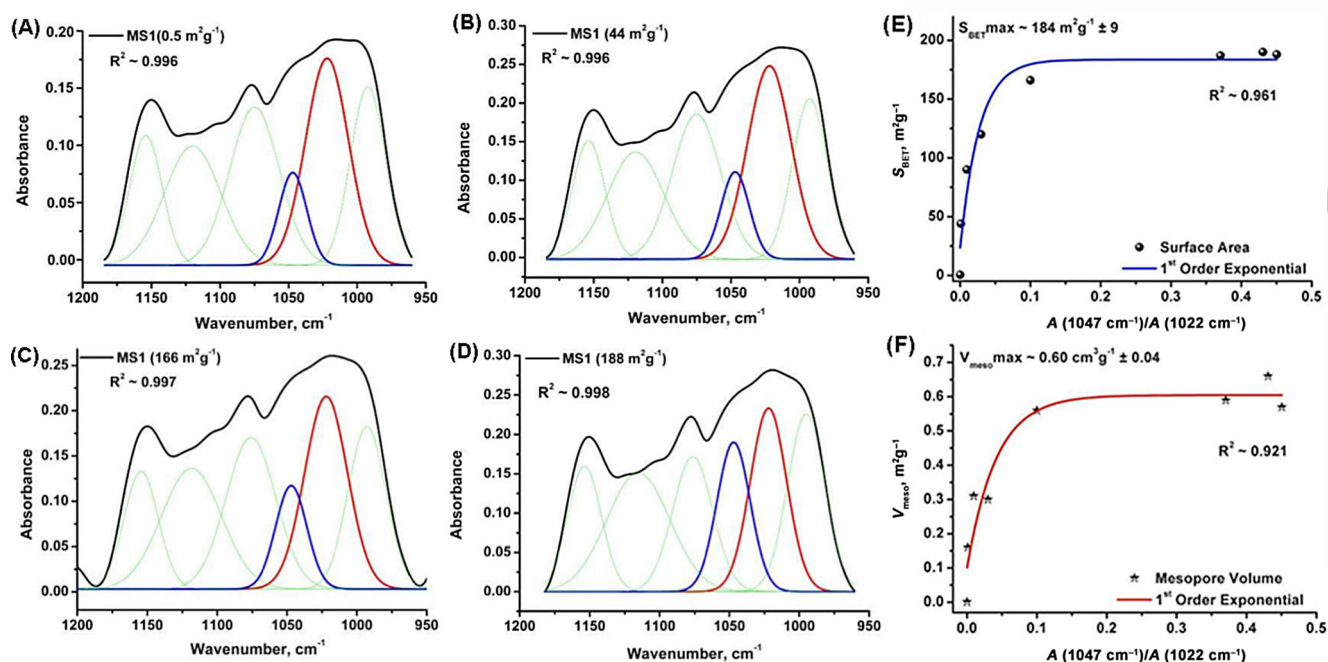 (A)
MS1(0.5 m²g⁻¹)
R² ~ 0.996
0.20
0.15
0.10
0.05
0.00
Absorbance
1200 1150 1100 1050 1000 950
Wavenumber, cm⁻¹
(B)
MS1 (44 m²g⁻¹)
R² ~ 0.996
0.30
0.25
0.20
0.15
0.10
0.05
0.00
Absorbance
1200 1150 1100 1050 1000 950
Wavenumber, cm⁻¹
(E)
S_BET max ~ 184 m²g⁻¹ ± 9
R² ~ 0.961
200
150
100
50
0
S_BET, m²g⁻¹
Surface Area
1st Order Exponential
0.0 0.1 0.2 0.3 0.4 0.5
A (1047 cm⁻¹)/A (1022 cm⁻¹)
(C)
MS1 (166 m²g⁻¹)
R² ~ 0.997
0.25
0.20
0.15
0.10
0.05
0.00
Absorbance
1200 1150 1100 1050 1000 950
Wavenumber, cm⁻¹
(D)
MS1 (188 m²g⁻¹)
R² ~ 0.998
0.30
0.25
0.20
0.15
0.10
0.05
0.00
Absorbance
1200 1150 1100 1050 1000 950
Wavenumber, cm⁻¹
(F)
V_meso max ~ 0.60 cm³g⁻¹ ± 0.04
R² ~ 0.921
0.7
0.6
0.5
0.4
0.3
0.2
0.1
0.0
V_meso, m²g⁻¹
Mesopore Volume
1st Order Exponential
0.0 0.1 0.2 0.3 0.4 0.5
A (1047 cm⁻¹)/A (1022 cm⁻¹)